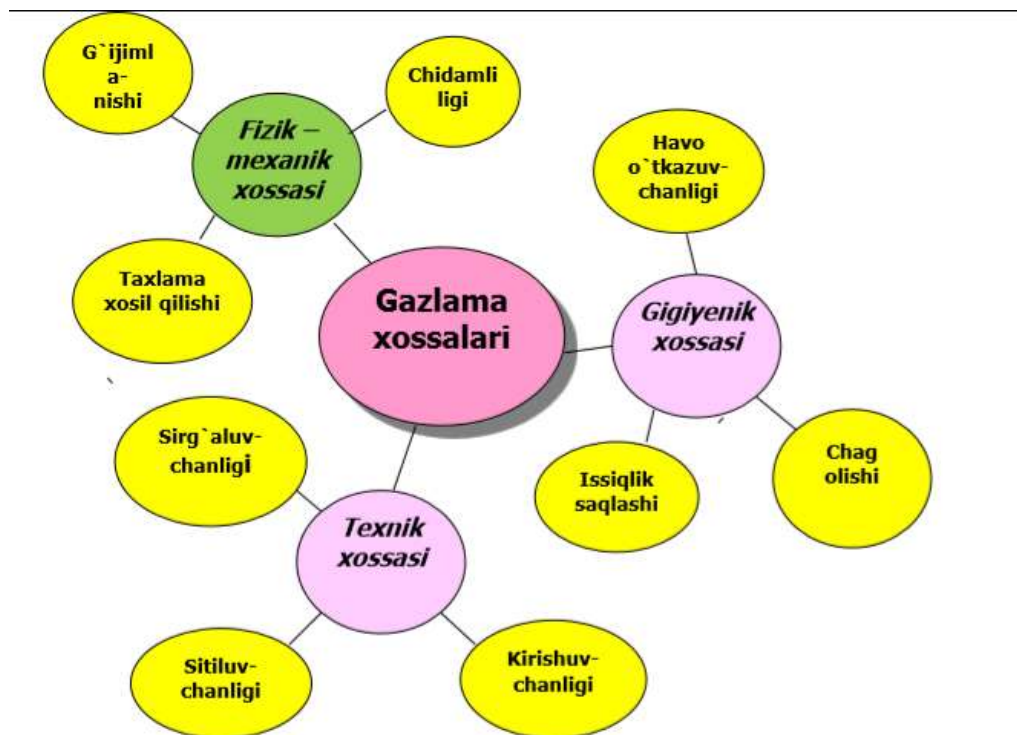 G`ijiml
a-
nishi
Chidamli
ligi
Fizik –
mexanik
xossasi
Havo
o`tkazuv-
chanligi
Taxlama
xosil qilishi
Gazlama
xossalari
Gigiyenik
xossasi
Sirg`aluv-
chanligi
Issiqlik
saqlashi
Chag
olishi
Texnik
xossasi
Sitiluv-
chanligi
Kirishuv-
chanligi